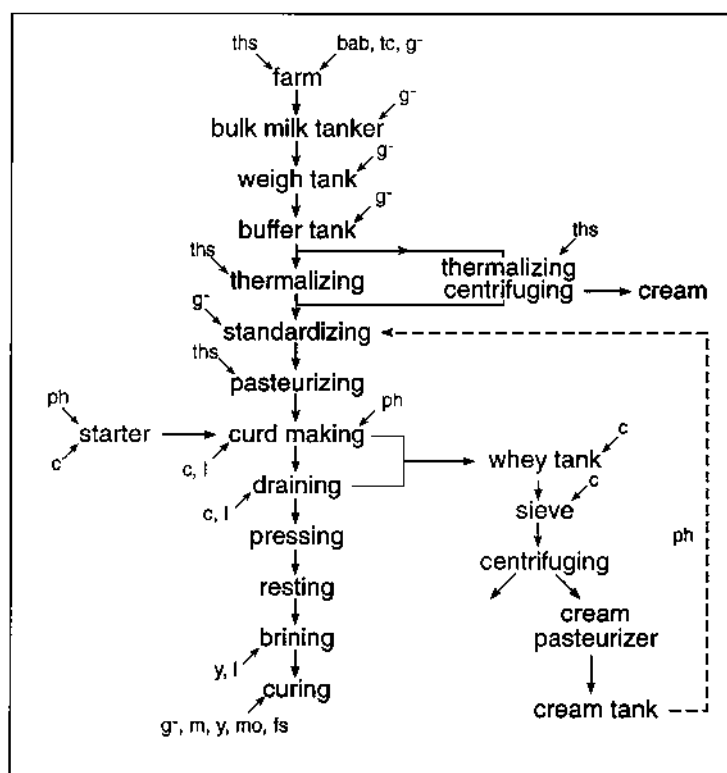 ths bab, tc, g-
farm
g-
bulk milk tanker
g-
weigh tank
g-
buffer tank
ths
thermalizing
ths
thermalizing
centrifuging
cream
g-
standardizing
ths
pasteurizing
ph
starter
c
ph
curd making
c, l
whey tank
c
draining
c, l
sieve
c
pressing
ph
centrifuging
resting
cream
pasteurizer
brining
y, l
curing
cream tank
g-, m, y, mo, fs